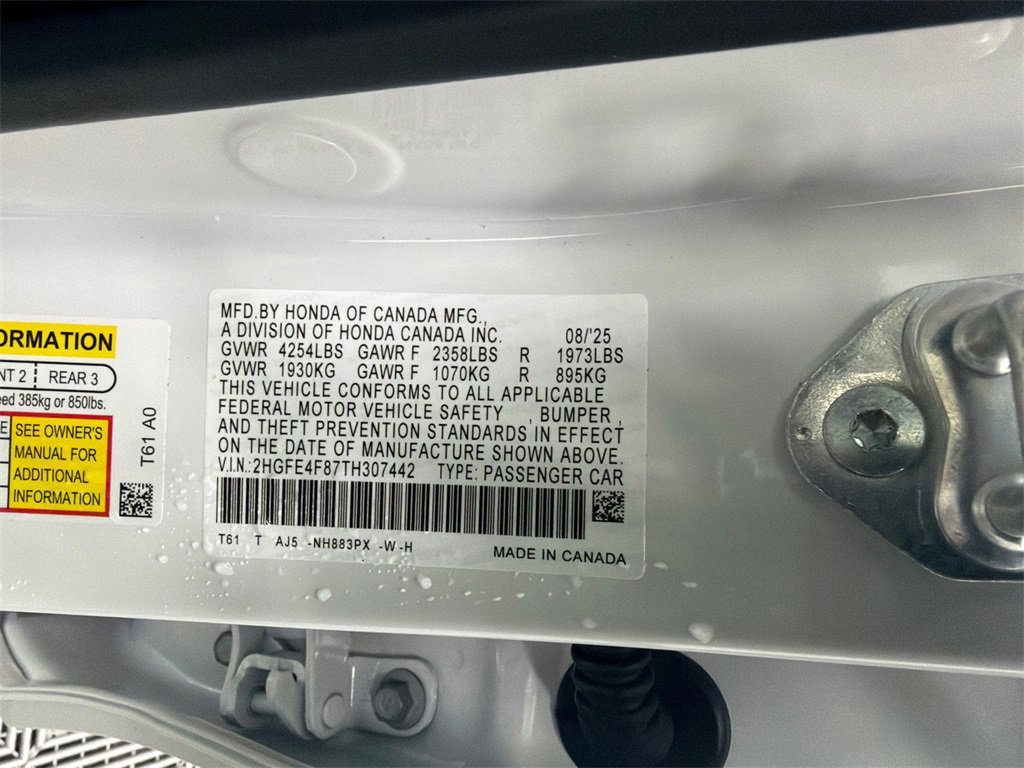 ORMATION
NT 2 REAR 3
eed 385kg or 850lbs.
E
SEE OWNER'S
MANUAL FOR
ADDITIONAL
INFORMATION
T61 A0
MFD.BY HONDA OF CANADA MFG.,
A DIVISION OF HONDA CANADA INC. 08/'25
GVWR 4254LBS GAWR F 2358LBS R 1973LBS
GVWR 1930KG GAWR F 1070KG R 895KG
THIS VEHICLE CONFORMS TO ALL APPLICABLE
FEDERAL MOTOR VEHICLE SAFETY , BUMPER ,
AND THEFT PREVENTION STANDARDS IN EFFECT
ON THE DATE OF MANUFACTURE SHOWN ABOVE.
V.I.N.:2HGFE4F87TH307442 TYPE: PASSENGER CAR
T61 T AJ5 -NH883PX -W-H
MADE IN CANADA